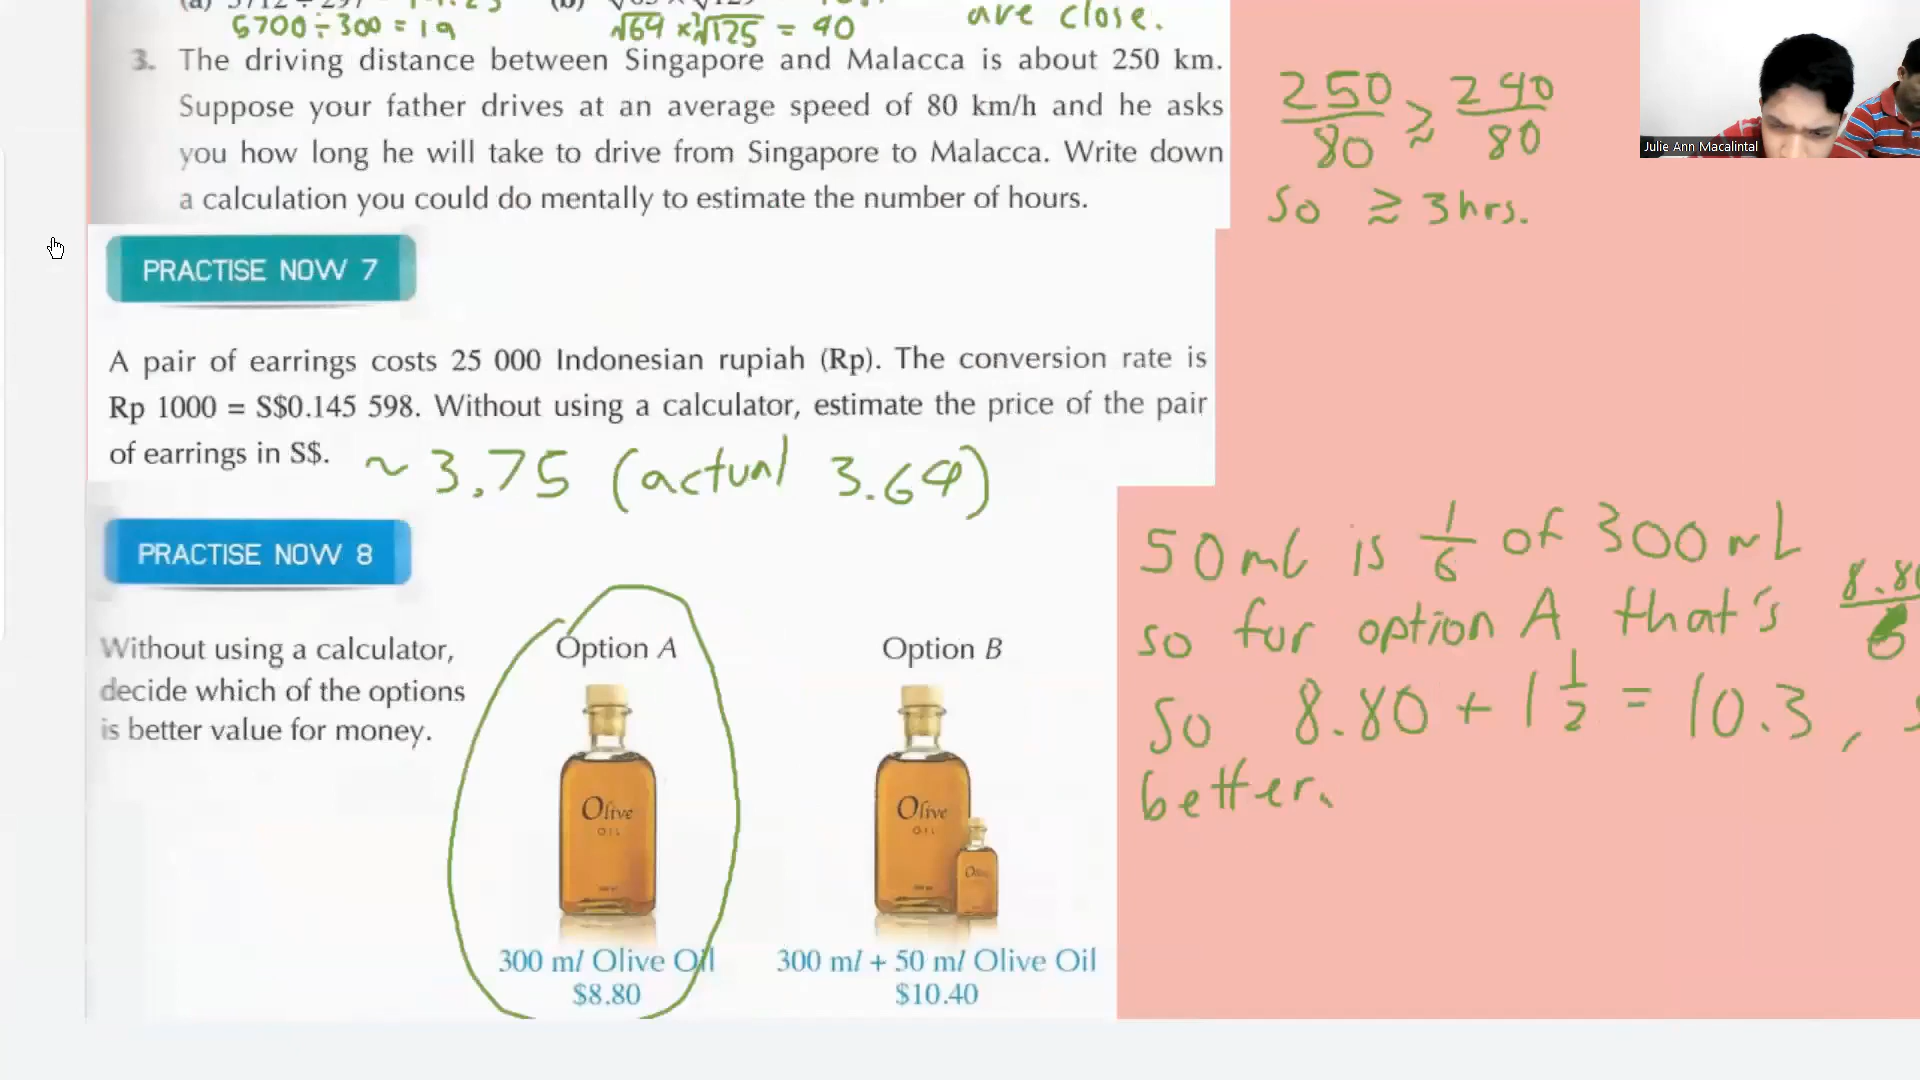 5700 ÷ 300 = 19
√64 × ∛125 = 40
are close.
3. The driving distance between Singapore and Malacca is about 250 km.
Suppose your father drives at an average speed of 80 km/h and he asks
you how long he will take to drive from Singapore to Malacca. Write down
a calculation you could do mentally to estimate the number of hours.
250/80 ≳ 240/80
So ≳ 3 hrs.
Julie Ann Macalintal
PRACTISE NOW 7
A pair of earrings costs 25 000 Indonesian rupiah (Rp). The conversion rate is
Rp 1000 = S$0.145 598. Without using a calculator, estimate the price of the pair
of earrings in S$.
~ 3.75 (actual 3.64)
PRACTISE NOW 8
Without using a calculator,
decide which of the options
is better value for money.
Option A
Olive
OIL
300 ml Olive Oil
$8.80
Option B
Olive
OIL
Olive
300 ml + 50 ml Olive Oil
$10.40
50 mL is 1/6 of 300 mL
so for option A that's 8.80/6
So 8.80 + 1 1/2 = 10.3,
better.